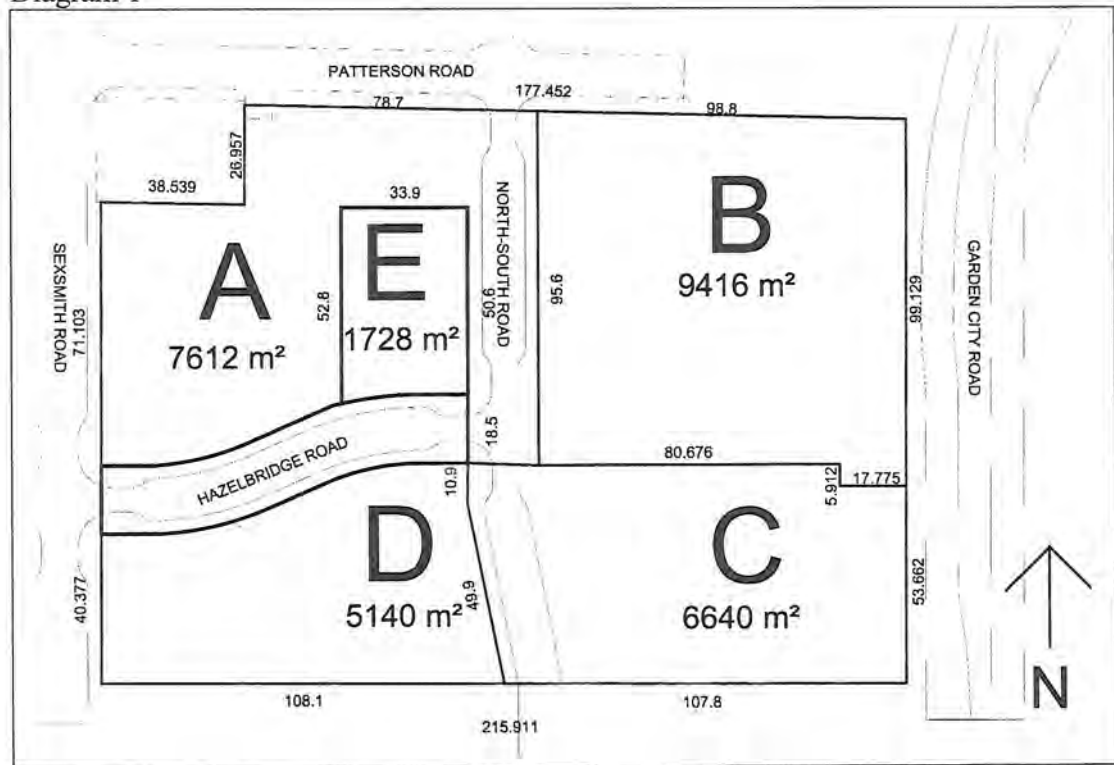 PATTERSON ROAD
78.7
177.452
98.8
26.957
38.539
33.9
SEXSMITH ROAD
71.103
A
7612 m²
52.8
E
1728 m²
50.6
NORTH-SOUTH ROAD
95.6
B
9416 m²
99.129
GARDEN CITY ROAD
18.5
HAZELBRIDGE ROAD
10.9
80.676
5.912
17.775
40.377
D
5140 m²
49.9
C
6640 m²
53.662
N
108.1
107.8
215.911